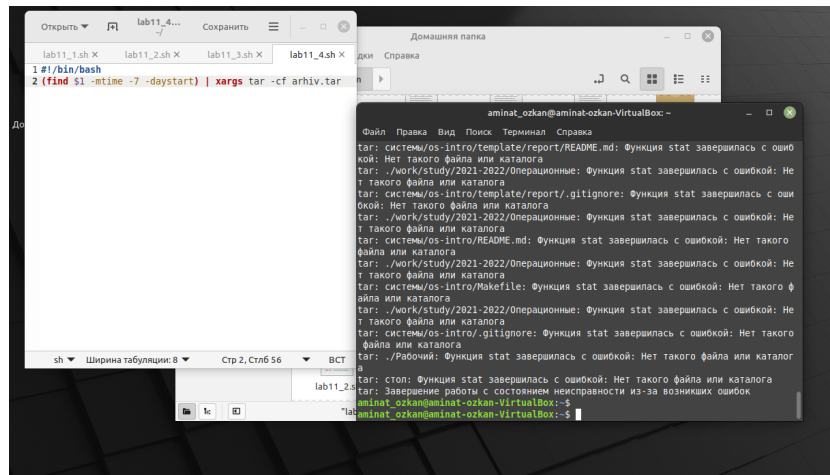 Открыть
lab11_4...
~/
Сохранить
lab11_1.sh
lab11_2.sh
lab11_3.sh
lab11_4.sh
1 #!/bin/bash
2 (find $1 -mtime -7 -daystart) | xargs tar -cf arhiv.tar
sh
Ширина табуляции: 8
Стр 2, Стлб 56
ВСТ
Домашняя папка
дки Справка
До
lab11_2.s
"lab
aminat_ozkan@aminat-ozkan-VirtualBox: ~
Файл Правка Вид Поиск Терминал Справка
tar: системы/os-intro/template/report/README.md: Функция stat завершилась с ошиб
кой: Нет такого файла или каталога
tar: ./work/study/2021-2022/Операционные: Функция stat завершилась с ошибкой: Не
т такого файла или каталога
tar: системы/os-intro/template/report/.gitignore: Функция stat завершилась с оши
бкой: Нет такого файла или каталога
tar: ./work/study/2021-2022/Операционные: Функция stat завершилась с ошибкой: Не
т такого файла или каталога
tar: системы/os-intro/README.md: Функция stat завершилась с ошибкой: Нет такого
файла или каталога
tar: ./work/study/2021-2022/Операционные: Функция stat завершилась с ошибкой: Не
т такого файла или каталога
tar: системы/os-intro/Makefile: Функция stat завершилась с ошибкой: Нет такого ф
айла или каталога
tar: ./work/study/2021-2022/Операционные: Функция stat завершилась с ошибкой: Не
т такого файла или каталога
tar: системы/os-intro/.gitignore: Функция stat завершилась с ошибкой: Нет такого
файла или каталога
tar: ./Рабочий: Функция stat завершилась с ошибкой: Нет такого файла или каталог
а
tar: стол: Функция stat завершилась с ошибкой: Нет такого файла или каталога
tar: Завершение работы с состоянием неисправности из-за возникших ошибок
aminat_ozkan@aminat-ozkan-VirtualBox:~$
aminat_ozkan@aminat-ozkan-VirtualBox:~$